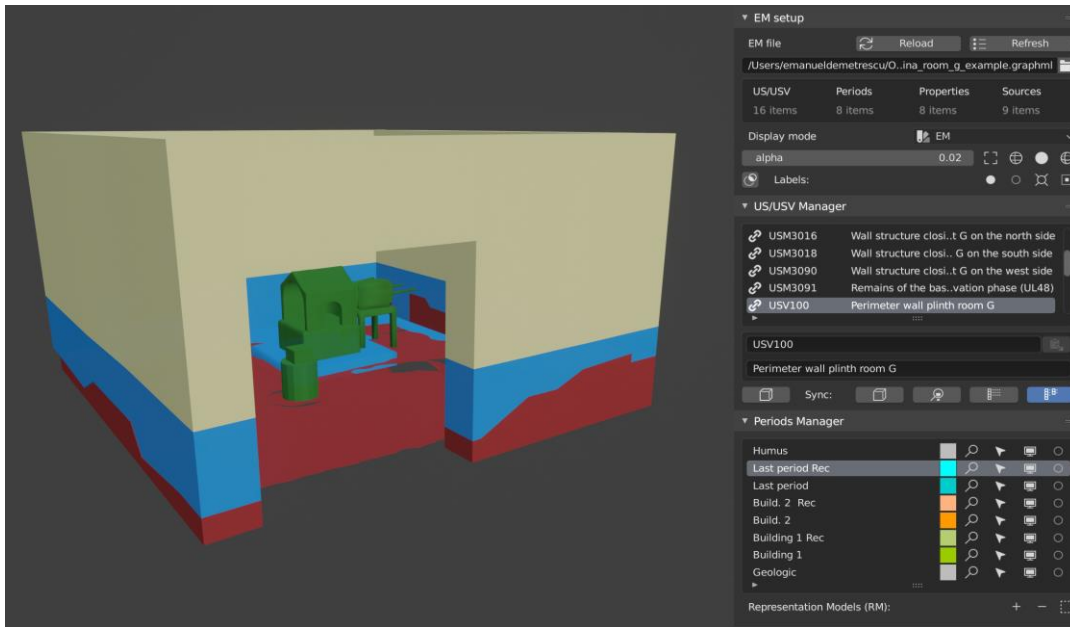 EM setup
EM file Reload Refresh
/Users/emanueldemetrescu/O..ina_room_g_example.graphml
US/USV Periods Properties Sources
16 items 8 items 8 items 9 items
Display mode EM
alpha 0.02
Labels:
US/USV Manager
USM3016 Wall structure closi..t G on the north side
USM3018 Wall structure closi.. G on the south side
USM3090 Wall structure closi..t G on the west side
USM3091 Remains of the bas..vation phase (UL48)
USV100 Perimeter wall plinth room G
USV100
Perimeter wall plinth room G
Sync:
Periods Manager
Humus
Last period Rec
Last period
Build. 2 Rec
Build. 2
Building 1 Rec
Building 1
Geologic
Representation Models (RM):